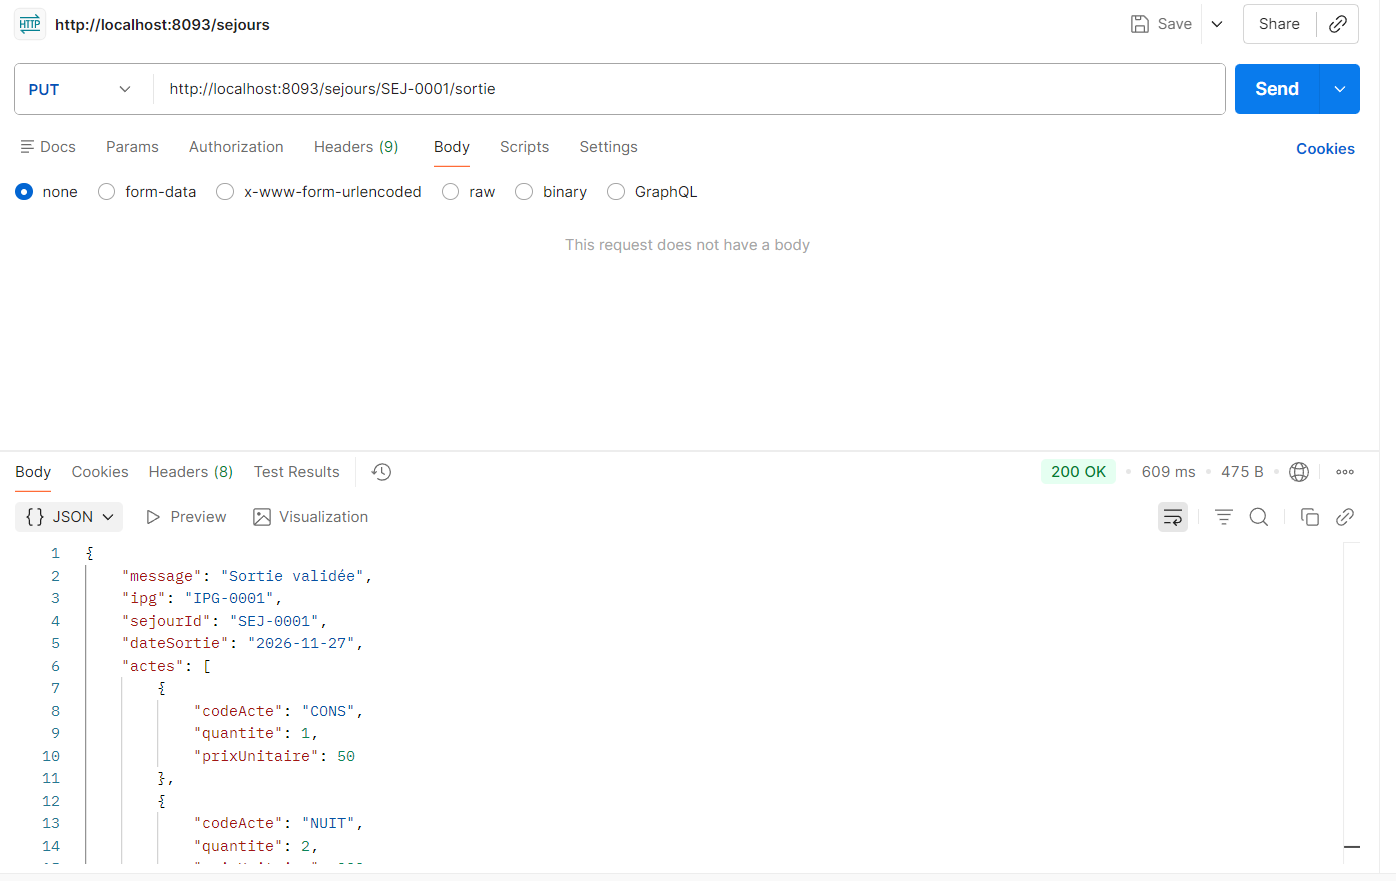 HTTP http://localhost:8093/sejours Save Share
PUT http://localhost:8093/sejours/SEJ-0001/sortie Send
Docs Params Authorization Headers (9) Body Scripts Settings Cookies
none form-data x-www-form-urlencoded raw binary GraphQL
This request does not have a body
Body Cookies Headers (8) Test Results 200 OK • 609 ms • 475 B •
{} JSON Preview Visualization
1 {
2 "message": "Sortie validée",
3 "ipg": "IPG-0001",
4 "sejourId": "SEJ-0001",
5 "dateSortie": "2026-11-27",
6 "actes": [
7 {
8 "codeActe": "CONS",
9 "quantite": 1,
10 "prixUnitaire": 50
11 },
12 {
13 "codeActe": "NUIT",
14 "quantite": 2,